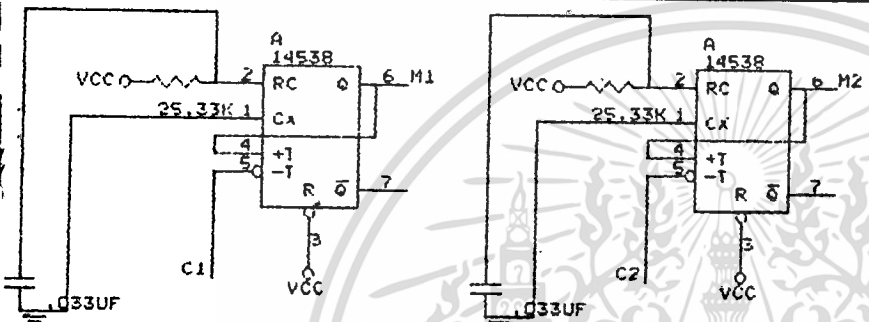 A
14538
VCC
2
RC
Q
6
M1
25.33K
1
Cx
4
+T
5
-T
R
Q̅
7
3
VCC
C1
.033UF
A
14538
VCC
2
RC
Q
6
M2
25.33K
1
Cx
4
+T
5
-T
R
Q̅
7
3
VCC
C2
.033UF